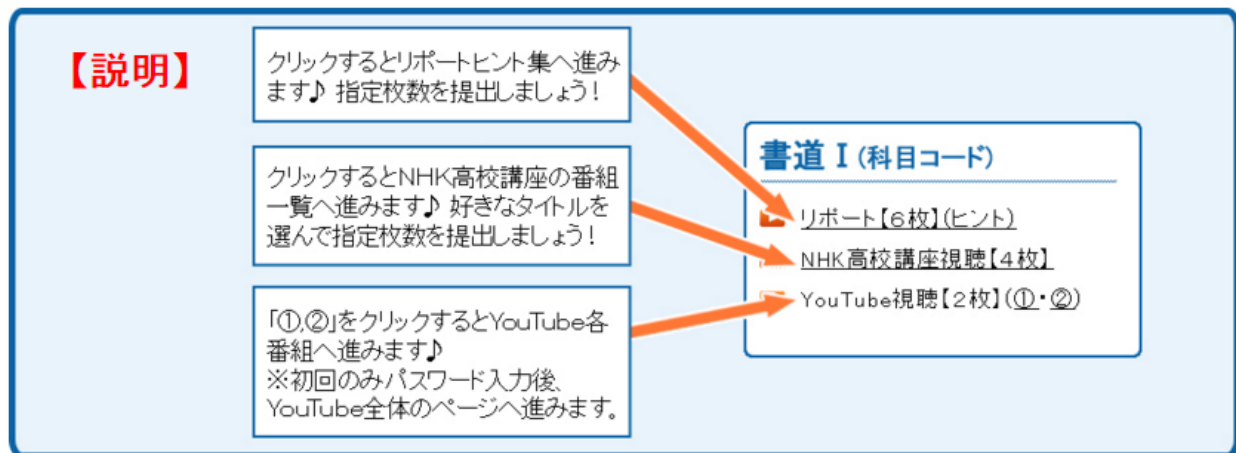 【説明】
クリックするとリポートヒント集へ進み
ます♪ 指定枚数を提出しましょう!
クリックするとNHK高校講座の番組
一覧へ進みます♪ 好きなタイトルを
選んで指定枚数を提出しましょう!
「①,②」をクリックするとYouTube各
番組へ進みます♪
※初回のみパスワード入力後、
YouTube全体のページへ進みます。
書道Ⅰ(科目コード)
リポート【6枚】(ヒント)
NHK高校講座視聴【4枚】
YouTube視聴【2枚】(①・②)